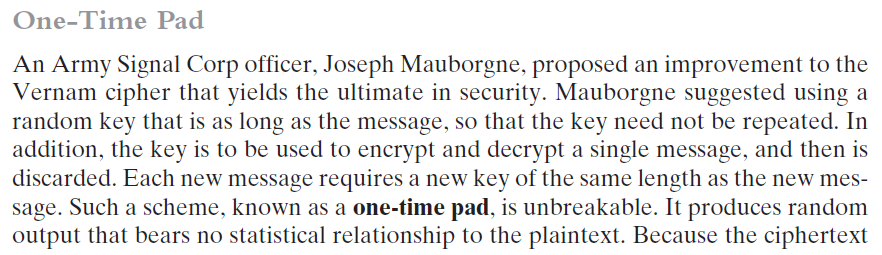 One-Time Pad
An Army Signal Corp officer, Joseph Mauborgne, proposed an improvement to the
Vernam cipher that yields the ultimate in security. Mauborgne suggested using a
random key that is as long as the message, so that the key need not be repeated. In
addition, the key is to be used to encrypt and decrypt a single message, and then is
discarded. Each new message requires a new key of the same length as the new mes-
sage. Such a scheme, known as a one-time pad, is unbreakable. It produces random
output that bears no statistical relationship to the plaintext. Because the ciphertext